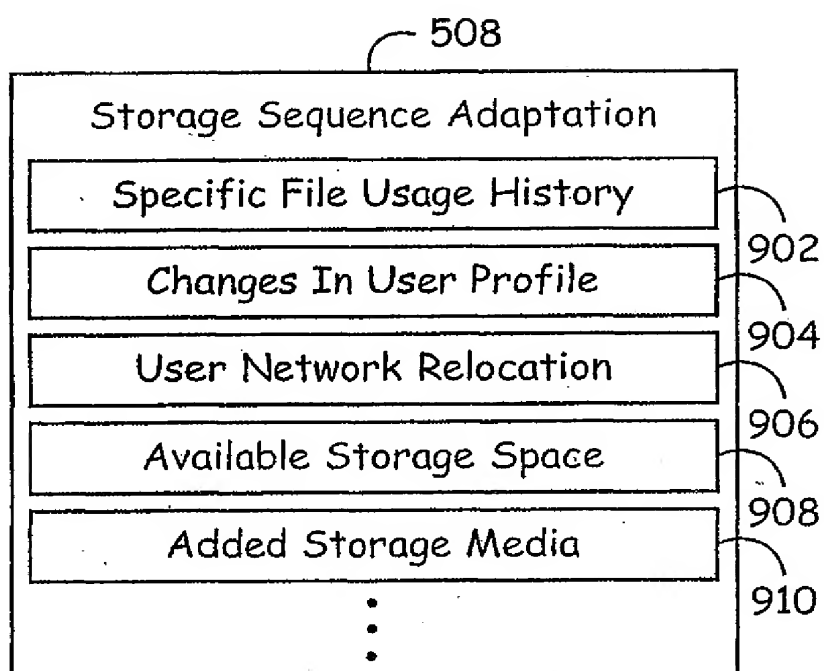 508
Storage Sequence Adaptation
Specific File Usage History
902
Changes In User Profile
904
User Network Relocation
906
Available Storage Space
908
Added Storage Media
910